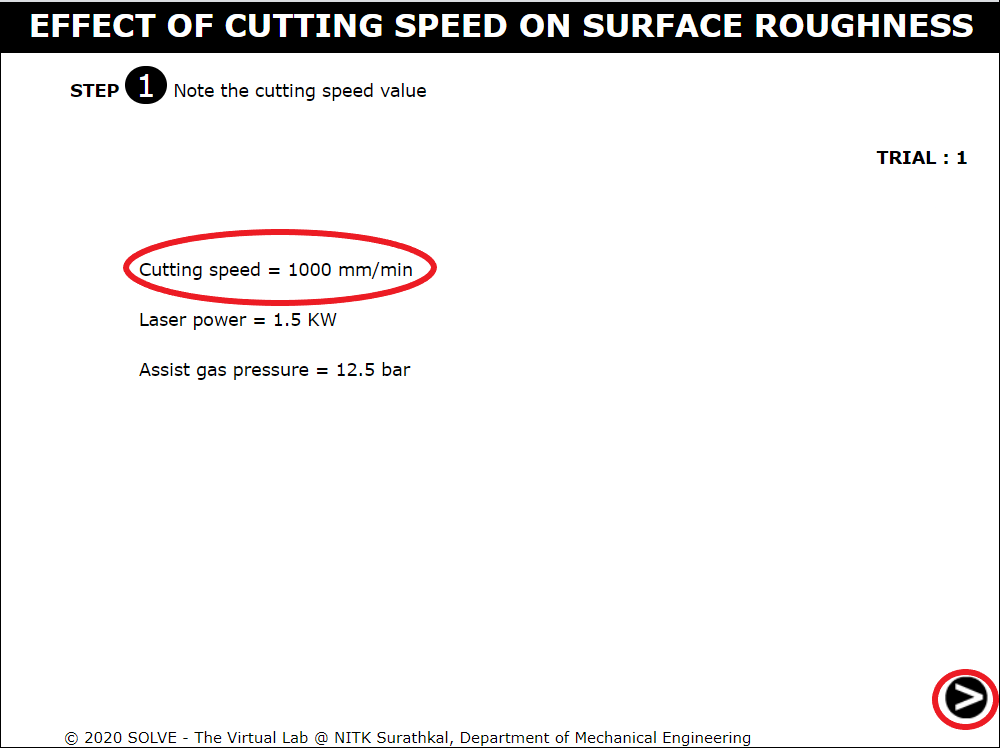 EFFECT OF CUTTING SPEED ON SURFACE ROUGHNESS
STEP 1 Note the cutting speed value
TRIAL : 1
Cutting speed = 1000 mm/min
Laser power = 1.5 KW
Assist gas pressure = 12.5 bar
>
© 2020 SOLVE - The Virtual Lab @ NITK Surathkal, Department of Mechanical Engineering